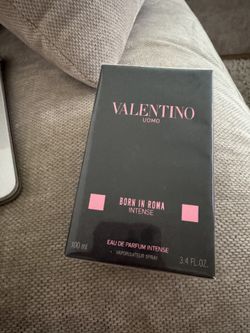 VALENTINO
UOMO
BORN IN ROMA
INTENSE
EAU DE PARFUM INTENSE
VAPORISATEUR SPRAY
100 ml
3.4 FL.OZ.